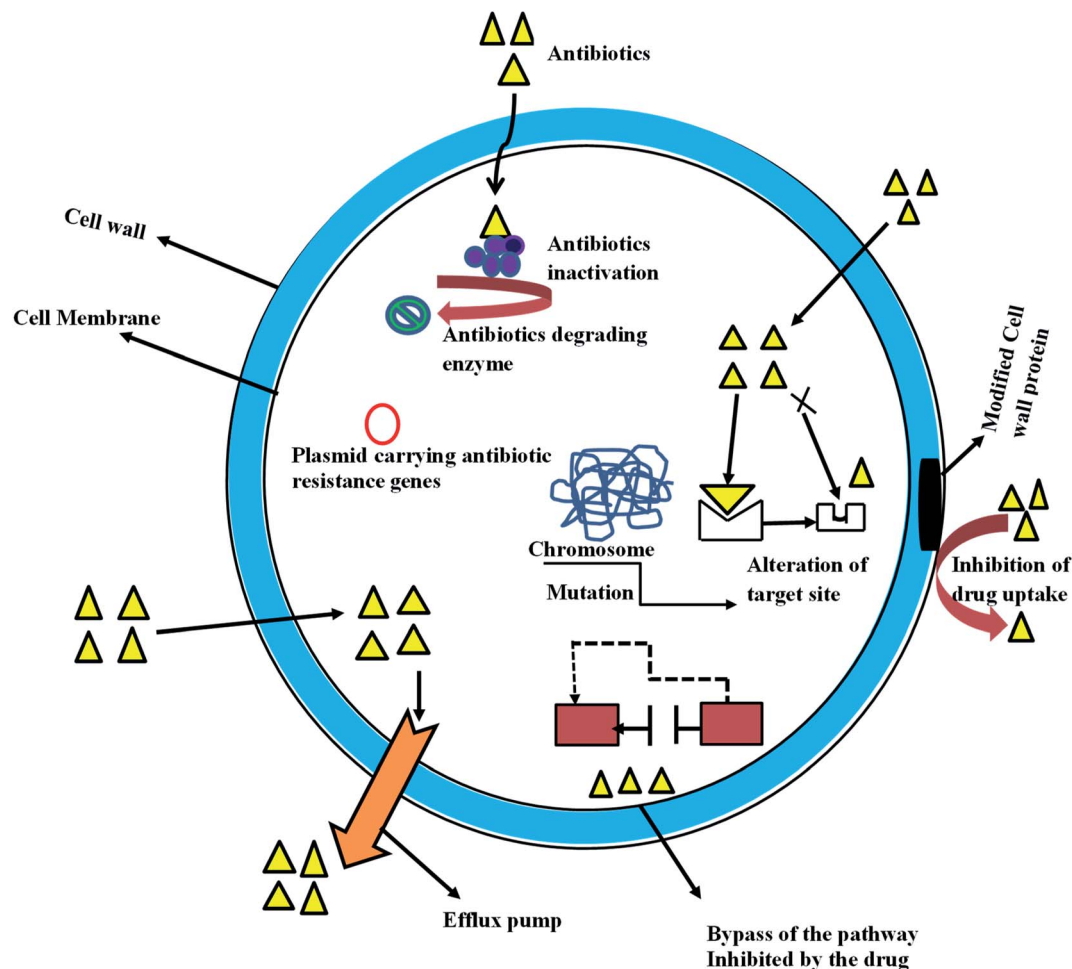 Antibiotics
Cell wall
Antibiotics
inactivation
Cell Membrane
Antibiotics degrading
enzyme
Modified Cell
wall protein
Plasmid carrying antibiotic
resistance genes
Chromosome
Mutation
Alteration of
target site
Inhibition of
drug uptake
Efflux pump
Bypass of the pathway
Inhibited by the drug